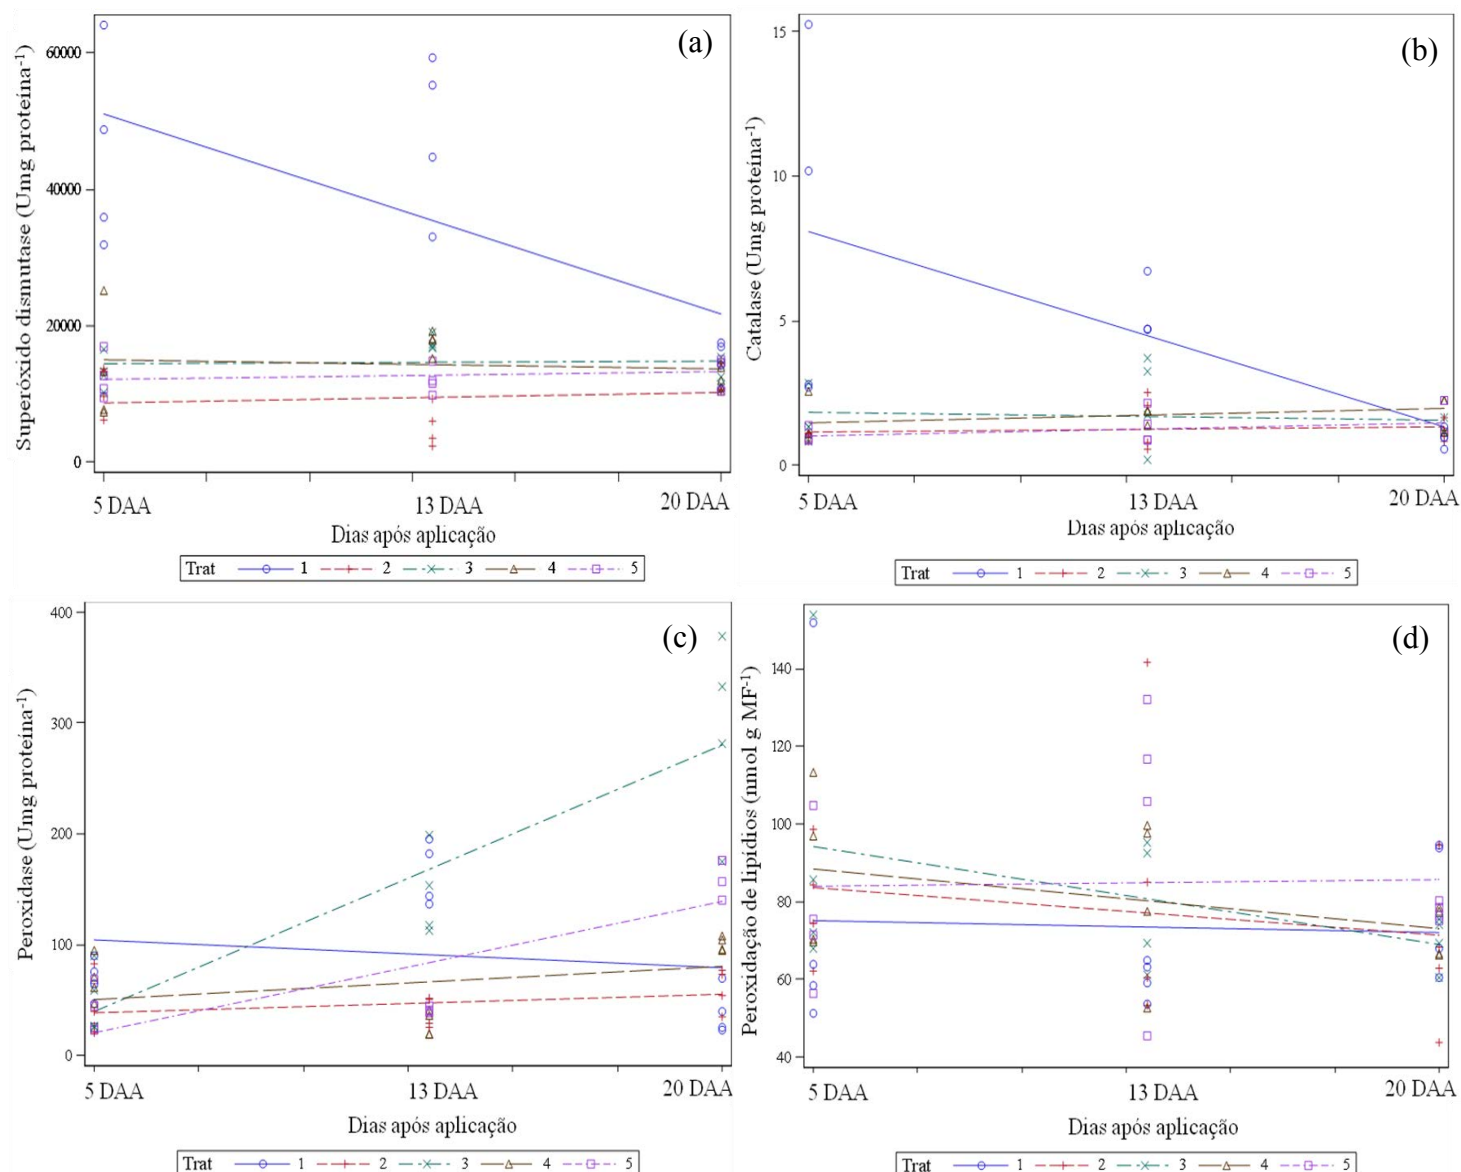 (a)
Superóxido dismutase (Umg proteína-1)
60000
40000
20000
0
5 DAA 13 DAA 20 DAA
Dias após aplicação
Trat 1 2 3 4 5
(b)
Catalase (Umg proteína-1)
15
10
5
0
5 DAA 13 DAA 20 DAA
Dias após aplicação
Trat 1 2 3 4 5
(c)
Peroxidase (Umg proteína-1)
400
300
200
100
0
5 DAA 13 DAA 20 DAA
Dias após aplicação
Trat 1 2 3 4 5
(d)
Peroxidação de lipídios (nmol g MF-1)
140
120
100
80
60
40
5 DAA 13 DAA 20 DAA
Dias após aplicação
Trat 1 2 3 4 5